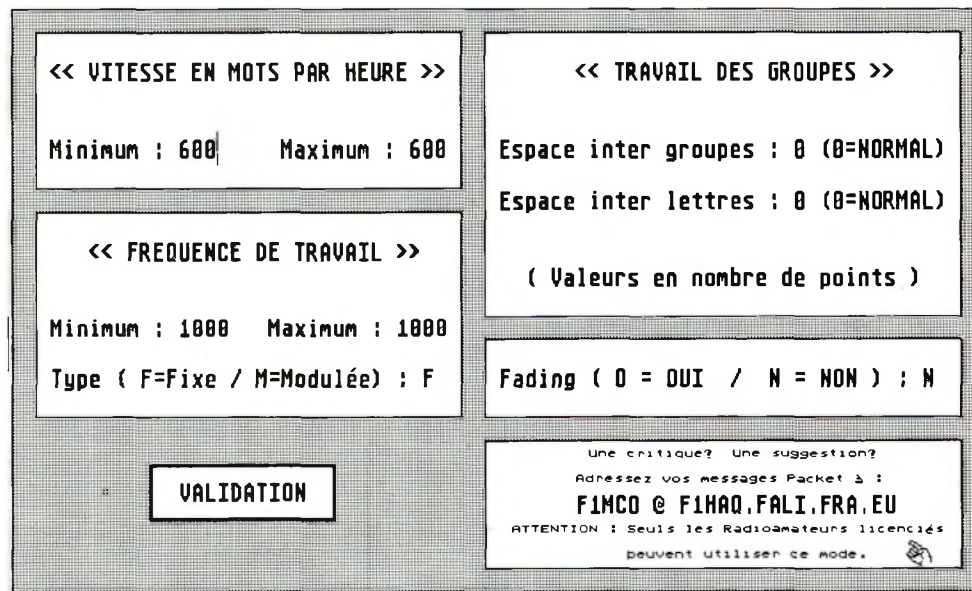 << VITESSE EN MOTS PAR HEURE >>
Minimum : 600 Maximum : 600
<< FREQUENCE DE TRAVAIL >>
Minimum : 1000 Maximum : 1000
Type ( F=Fixe / M=Modulée) : F
VALIDATION
<< TRAVAIL DES GROUPES >>
Espace inter groupes : 0 (0=NORMAL)
Espace inter lettres : 0 (0=NORMAL)
( Valeurs en nombre de points )
Fading ( O = OUI / N = NON ) : N
Une critique? Une suggestion?
Adressez vos messages Packet à :
F1MCO @ F1HAQ.FALI.FRA.EU
ATTENTION : Seuls les Radioamateurs licenciés
peuvent utiliser ce mode.